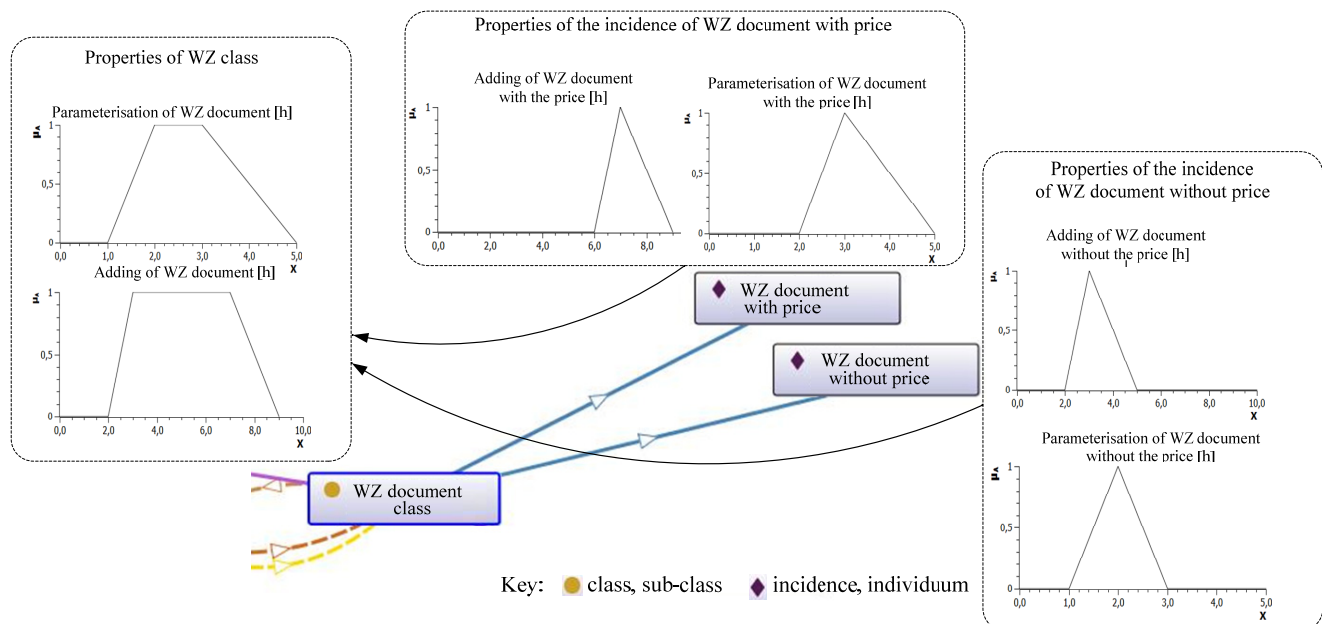 Properties of WZ class
Parameterisation of WZ document [h]
μA
1
0,5
0
0,0 1,0 2,0 3,0 4,0 5,0
X
Adding of WZ document [h]
μA
1
0,5
0
0,0 2,0 4,0 6,0 8,0 10,0
X
Properties of the incidence of WZ document with price
Adding of WZ document
with the price [h]
μA
1
0,5
0
0,0 2,0 4,0 6,0 8,0
Parameterisation of WZ document
with the price [h]
μA
1
0,5
0
0,0 1,0 2,0 3,0 4,0 5,0
X
Properties of the incidence
of WZ document without price
Adding of WZ document
without the price [h]
μA
1
0,5
0
0,0 2,0 4,0 6,0 8,0 10,0
X
Parameterisation of WZ document
without the price [h]
μA
1
0,5
0
0,0 1,0 2,0 3,0 4,0 5,0
X
WZ document
with price
WZ document
without price
WZ document
class
Key: class, sub-class incidence, individuum